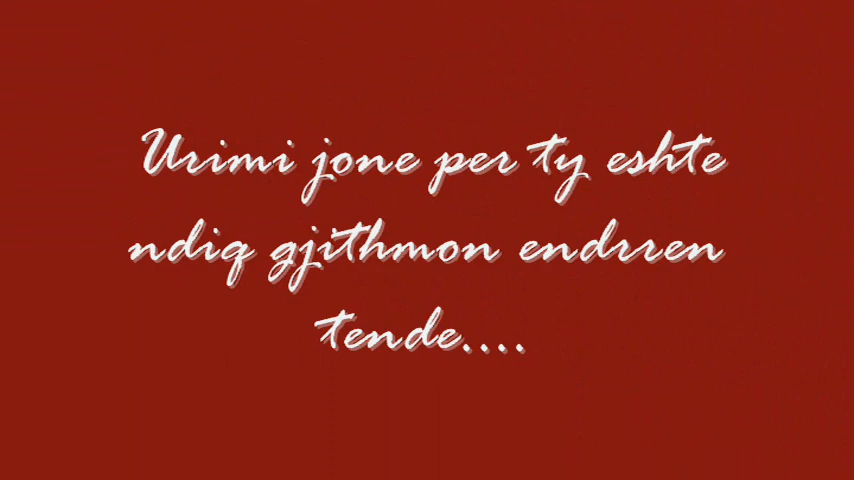 Urimi jone per ty eshte
ndiq gjithmon endrren
tende....